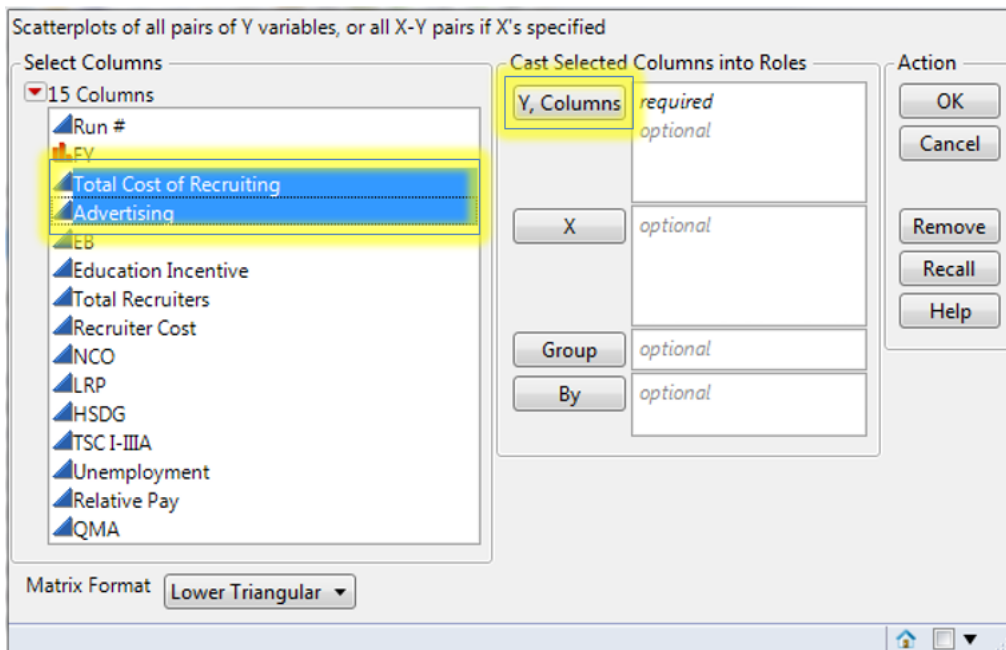 Scatterplots of all pairs of Y variables, or all X-Y pairs if X's specified
Select Columns
15 Columns
Run #
FY
Total Cost of Recruiting
Advertising
EB
Education Incentive
Total Recruiters
Recruiter Cost
NCO
LRP
HSDG
TSC I-IIIA
Unemployment
Relative Pay
QMA
Matrix Format Lower Triangular
Cast Selected Columns into Roles
Y, Columns required
optional
X optional
Group optional
By optional
Action
OK
Cancel
Remove
Recall
Help